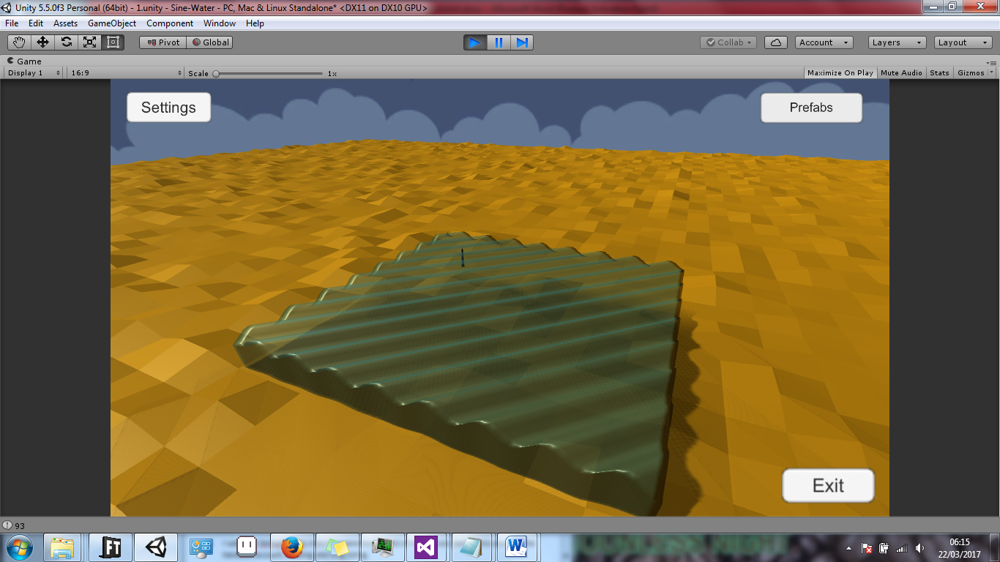 Unity 5.5.0f3 Personal (64bit) - 1.unity - Sine-Water - PC, Mac & Linux Standalone* <DX11 on DX10 GPU>
File Edit Assets GameObject Component Window Help
Pivot Global Collab Account Layers Layout
Game
Display 1 16:9 Scale 1x Maximize On Play Mute Audio Stats Gizmos
Settings
Prefabs
Exit
93
06:15
22/03/2017